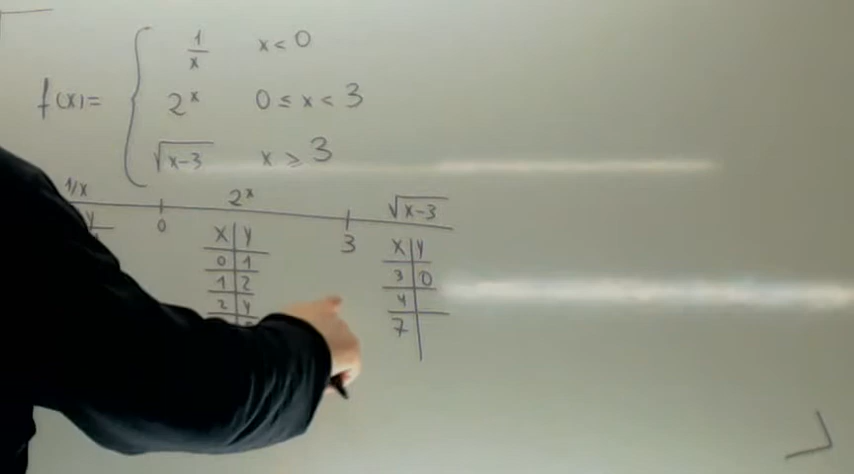 1/x x < 0
f(x) = 2^x 0 ≤ x < 3
√x-3 x ≥ 3
1/x 2^x √x-3
0 3
y
x y
0 1
1 2
2 4
x y
3 0
4
7